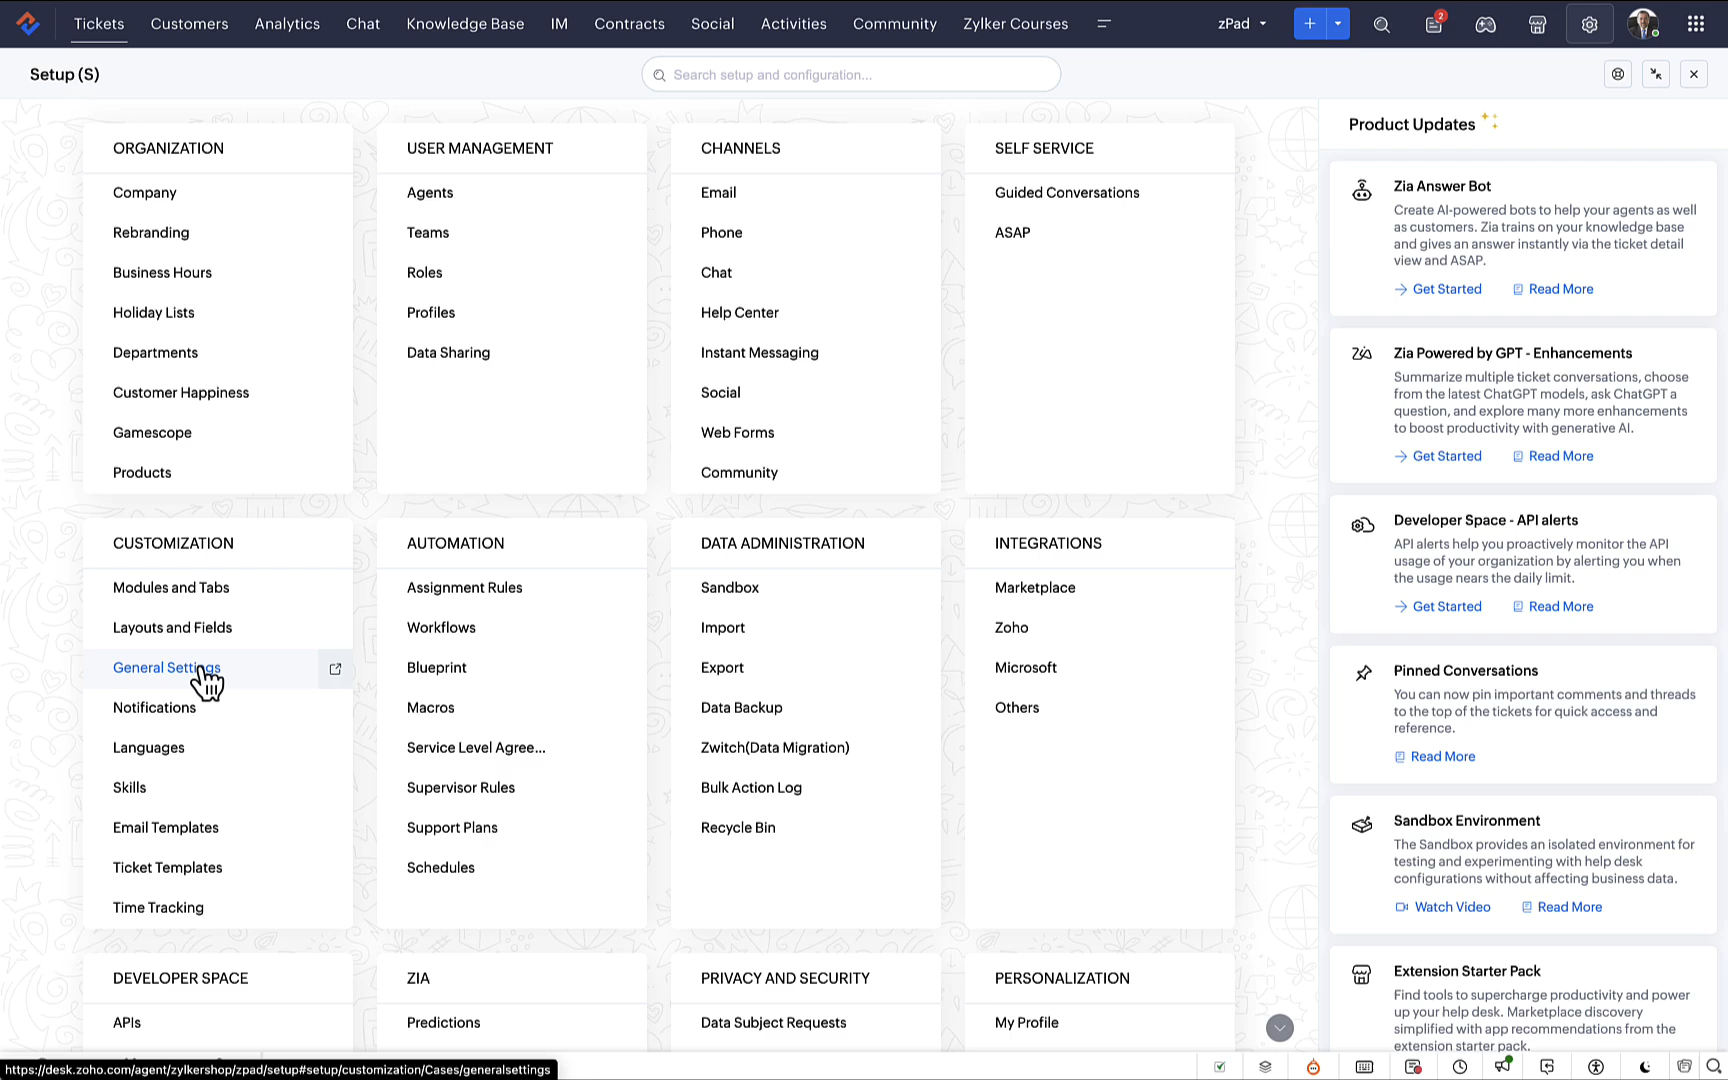 Tickets Customers Analytics Chat Knowledge Base IM Contracts Social Activities Community Zylker Courses zPad 2
Setup (S)
Search setup and configuration...
ORGANIZATION
Company
Rebranding
Business Hours
Holiday Lists
Departments
Customer Happiness
Gamescope
Products
USER MANAGEMENT
Agents
Teams
Roles
Profiles
Data Sharing
CHANNELS
Email
Phone
Chat
Help Center
Instant Messaging
Social
Web Forms
Community
SELF SERVICE
Guided Conversations
ASAP
CUSTOMIZATION
Modules and Tabs
Layouts and Fields
General Settings
Notifications
Languages
Skills
Email Templates
Ticket Templates
Time Tracking
AUTOMATION
Assignment Rules
Workflows
Blueprint
Macros
Service Level Agree...
Supervisor Rules
Support Plans
Schedules
DATA ADMINISTRATION
Sandbox
Import
Export
Data Backup
Zwitch(Data Migration)
Bulk Action Log
Recycle Bin
INTEGRATIONS
Marketplace
Zoho
Microsoft
Others
DEVELOPER SPACE
APIs
ZIA
Predictions
PRIVACY AND SECURITY
Data Subject Requests
PERSONALIZATION
My Profile
Product Updates
Zia Answer Bot
Create AI-powered bots to help your agents as well
as customers. Zia trains on your knowledge base
and gives an answer instantly via the ticket detail
view and ASAP.
Get Started Read More
Zia Powered by GPT - Enhancements
Summarize multiple ticket conversations, choose
from the latest ChatGPT models, ask ChatGPT a
question, and explore many more enhancements
to boost productivity with generative AI.
Get Started Read More
Developer Space - API alerts
API alerts help you proactively monitor the API
usage of your organization by alerting you when
the usage nears the daily limit.
Get Started Read More
Pinned Conversations
You can now pin important comments and threads
to the top of the tickets for quick access and
reference.
Read More
Sandbox Environment
The Sandbox provides an isolated environment for
testing and experimenting with help desk
configurations without affecting business data.
Watch Video Read More
Extension Starter Pack
Find tools to supercharge productivity and power
up your help desk. Marketplace discovery
simplified with app recommendations from the
extension starter pack.
https://desk.zoho.com/agent/zylkershop/zpad/setup#setup/customization/Cases/generalsettings